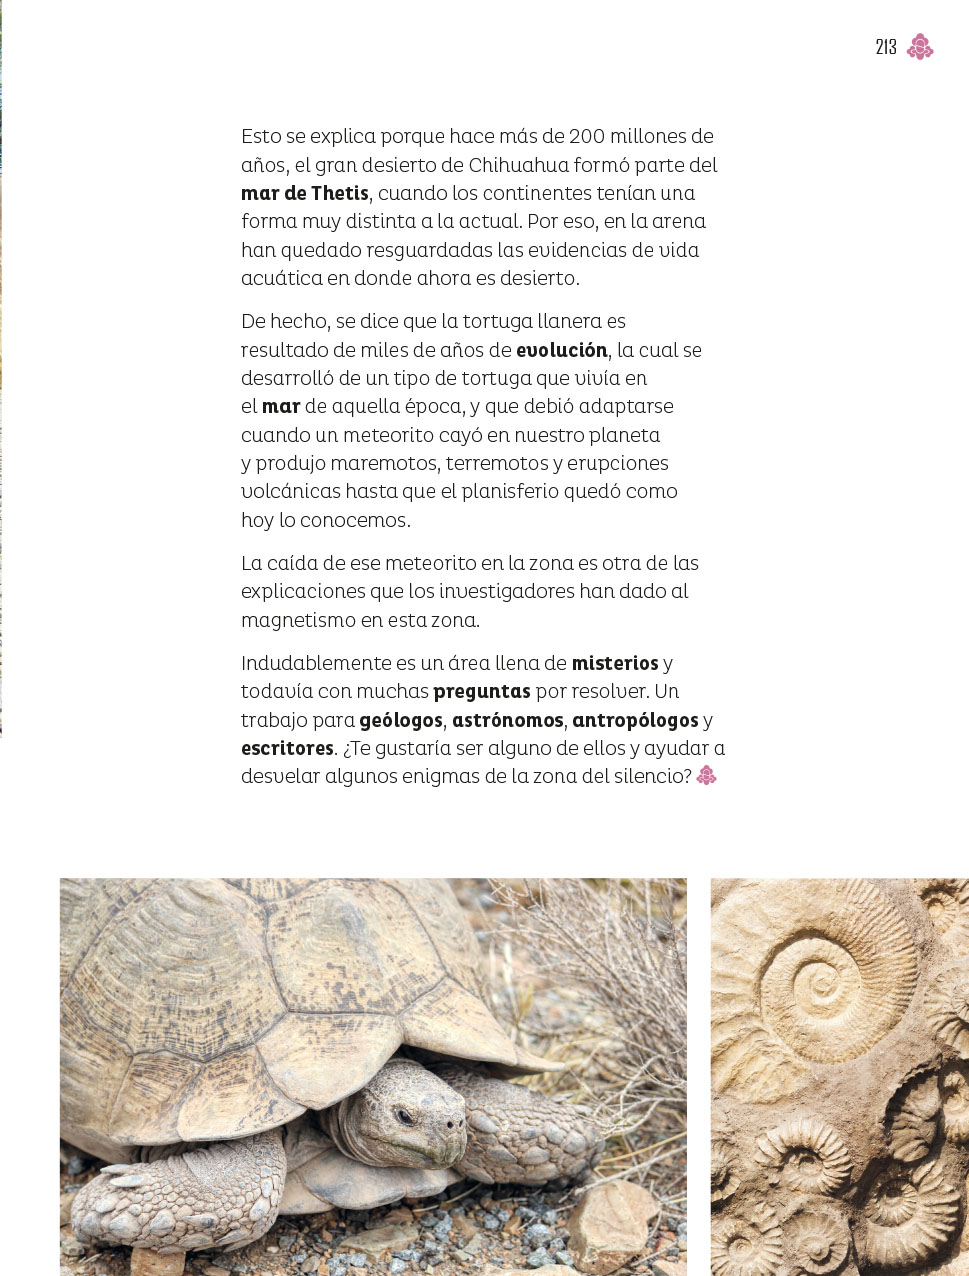 213
Esto se explica porque hace más de 200 millones de
años, el gran desierto de Chihuahua formó parte del
mar de Thetis, cuando los continentes tenían una
forma muy distinta a la actual. Por eso, en la arena
han quedado resguardadas las evidencias de vida
acuática en donde ahora es desierto.
De hecho, se dice que la tortuga llanera es
resultado de miles de años de evolución, la cual se
desarrolló de un tipo de tortuga que vivía en
el mar de aquella época, y que debió adaptarse
cuando un meteorito cayó en nuestro planeta
y produjo maremotos, terremotos y erupciones
volcánicas hasta que el planisferio quedó como
hoy lo conocemos.
La caída de ese meteorito en la zona es otra de las
explicaciones que los investigadores han dado al
magnetismo en esta zona.
Indudablemente es un área llena de misterios y
todavía con muchas preguntas por resolver. Un
trabajo para geólogos, astrónomos, antropólogos y
escritores. ¿Te gustaría ser alguno de ellos y ayudar a
desvelar algunos enigmas de la zona del silencio?